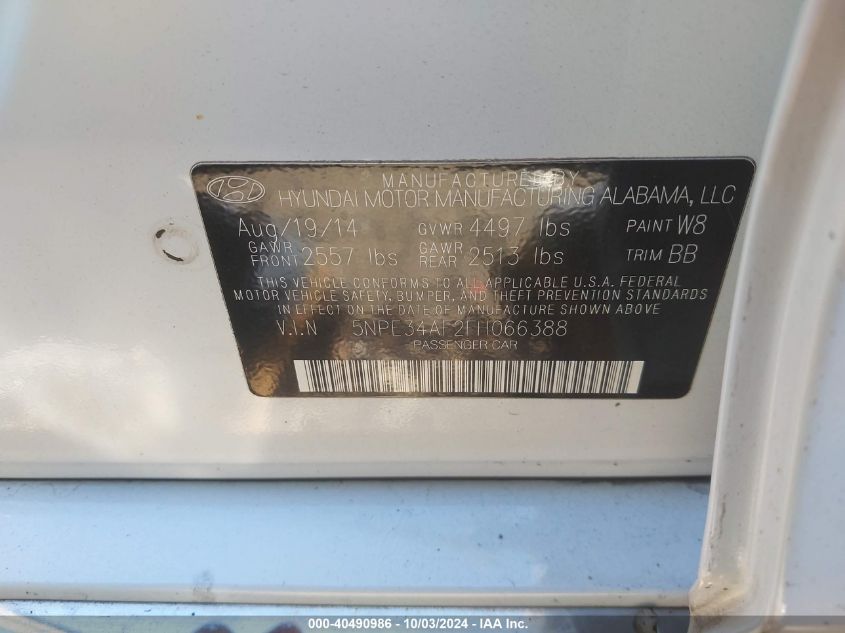 MANUFACTURED BY
HYUNDAI MOTOR MANUFACTURING ALABAMA, LLC
Aug/19/14 GVWR 4497 lbs PAINT W8
GAWR FRONT 2557 lbs GAWR REAR 2513 lbs TRIM BB
THIS VEHICLE CONFORMS TO ALL APPLICABLE U.S.A. FEDERAL
MOTOR VEHICLE SAFETY, BUMPER, AND THEFT PREVENTION STANDARDS
IN EFFECT ON THE DATE OF MANUFACTURE SHOWN ABOVE
V.I.N 5NPE34AF2FH066388
PASSENGER CAR
000-40490986 - 10/03/2024 - IAA Inc.